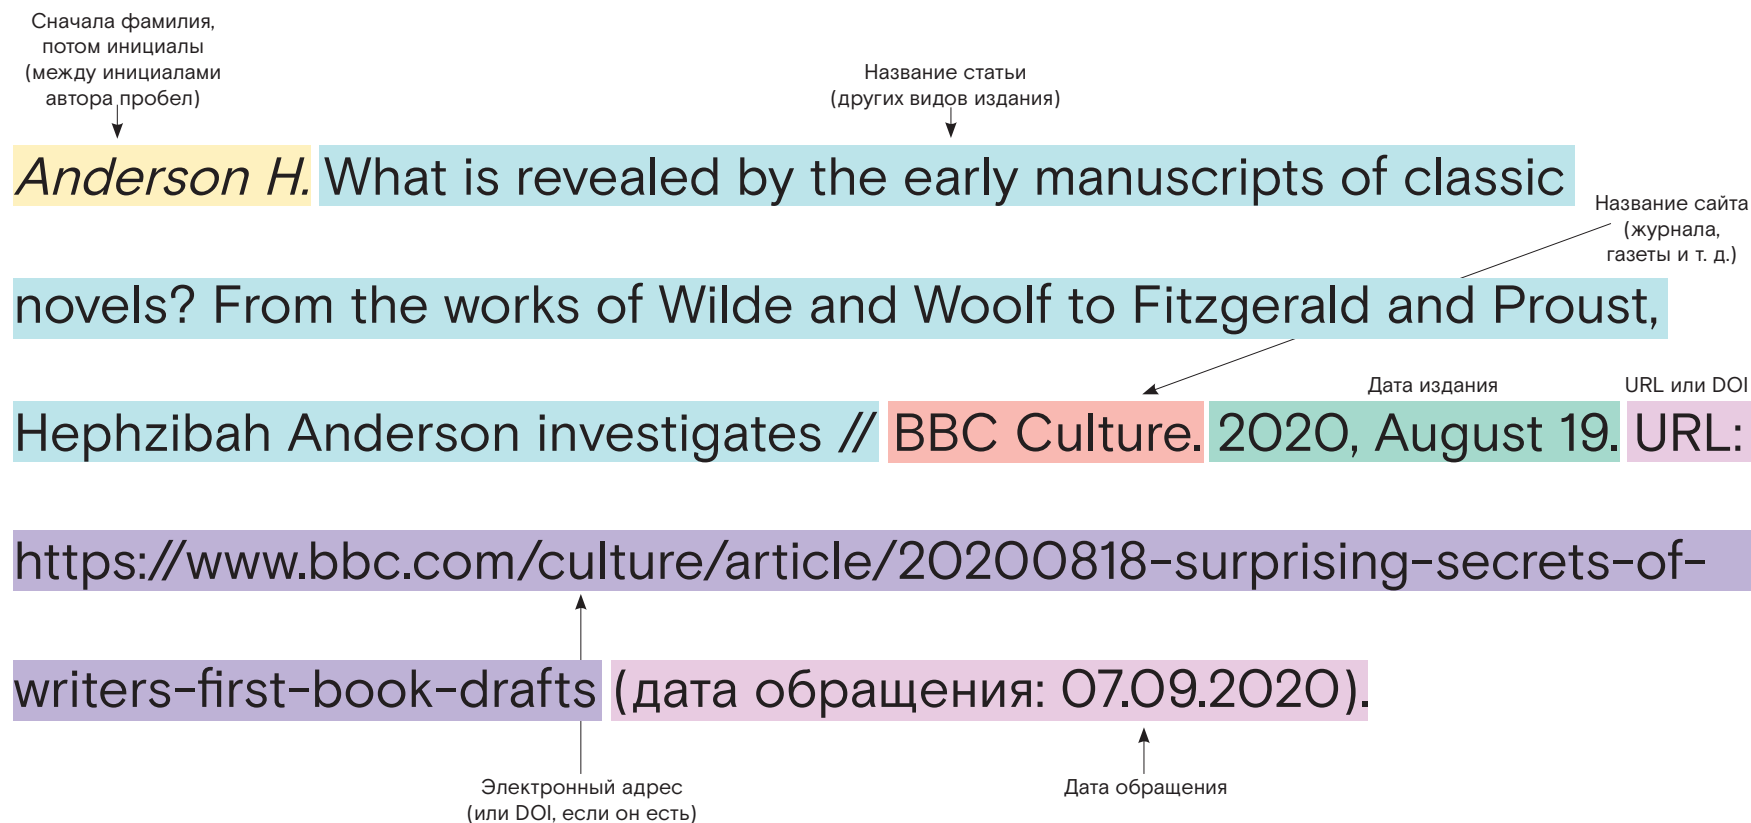 Сначала фамилия,
потом инициалы
(между инициалами
автора пробел)
Название статьи
(других видов издания)
Anderson H. What is revealed by the early manuscripts of classic
Название сайта
(журнала,
газеты и т. д.)
novels? From the works of Wilde and Woolf to Fitzgerald and Proust,
Дата издания
URL или DOI
Hephzibah Anderson investigates // BBC Culture. 2020, August 19. URL:
https://www.bbc.com/culture/article/20200818-surprising-secrets-of-
writers-first-book-drafts (дата обращения: 07.09.2020).
Электронный адрес
(или DOI, если он есть)
Дата обращения